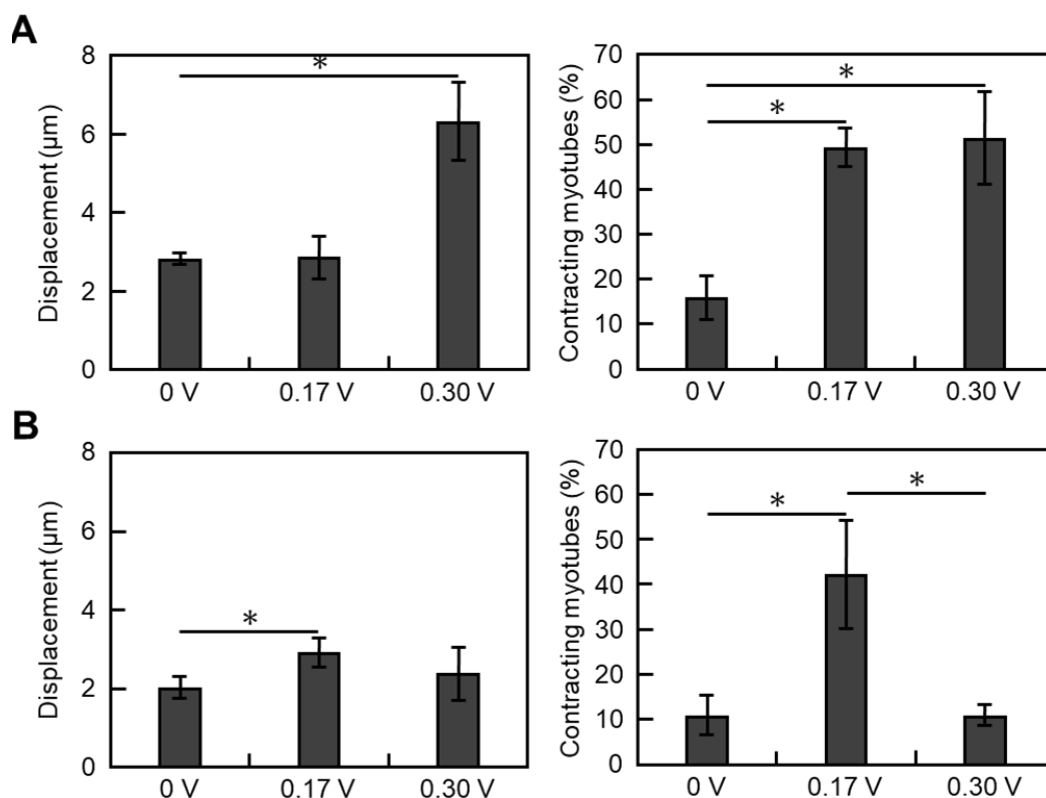 A
Displacement (μm)
8
6
4
2
0
*
0 V
0.17 V
0.30 V
Contracting myotubes (%)
70
60
50
40
30
20
10
0
*
*
0 V
0.17 V
0.30 V
B
Displacement (μm)
8
6
4
2
0
*
0 V
0.17 V
0.30 V
Contracting myotubes (%)
70
60
50
40
30
20
10
0
*
*
0 V
0.17 V
0.30 V